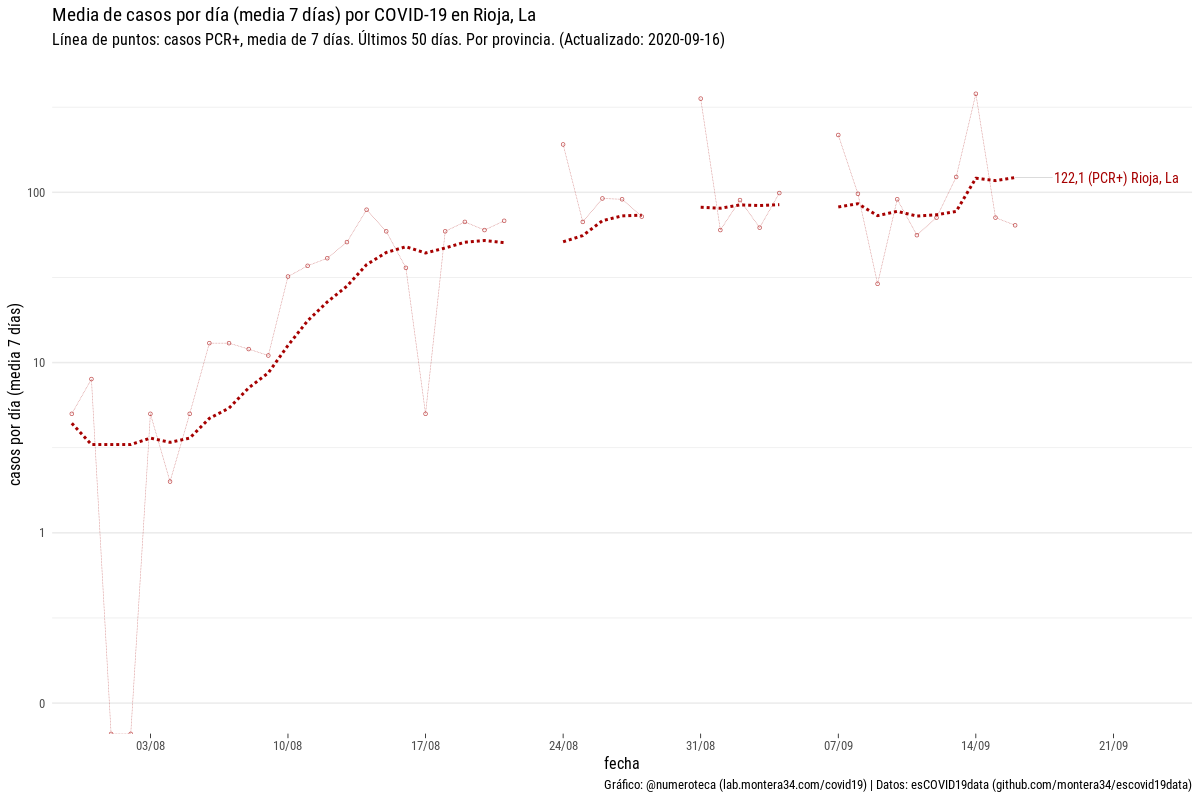 Media de casos por día (media 7 días) por COVID-19 en Rioja, La
Línea de puntos: casos PCR+, media de 7 días. Últimos 50 días. Por provincia. (Actualizado: 2020-09-16)
casos por día (media 7 días)
100
10
1
0
122,1 (PCR+) Rioja, La
03/08
10/08
17/08
24/08
31/08
07/09
14/09
21/09
fecha
Gráfico: @numeroteca (lab.montera34.com/covid19) | Datos: esCOVID19data (github.com/montera34/escovid19data)